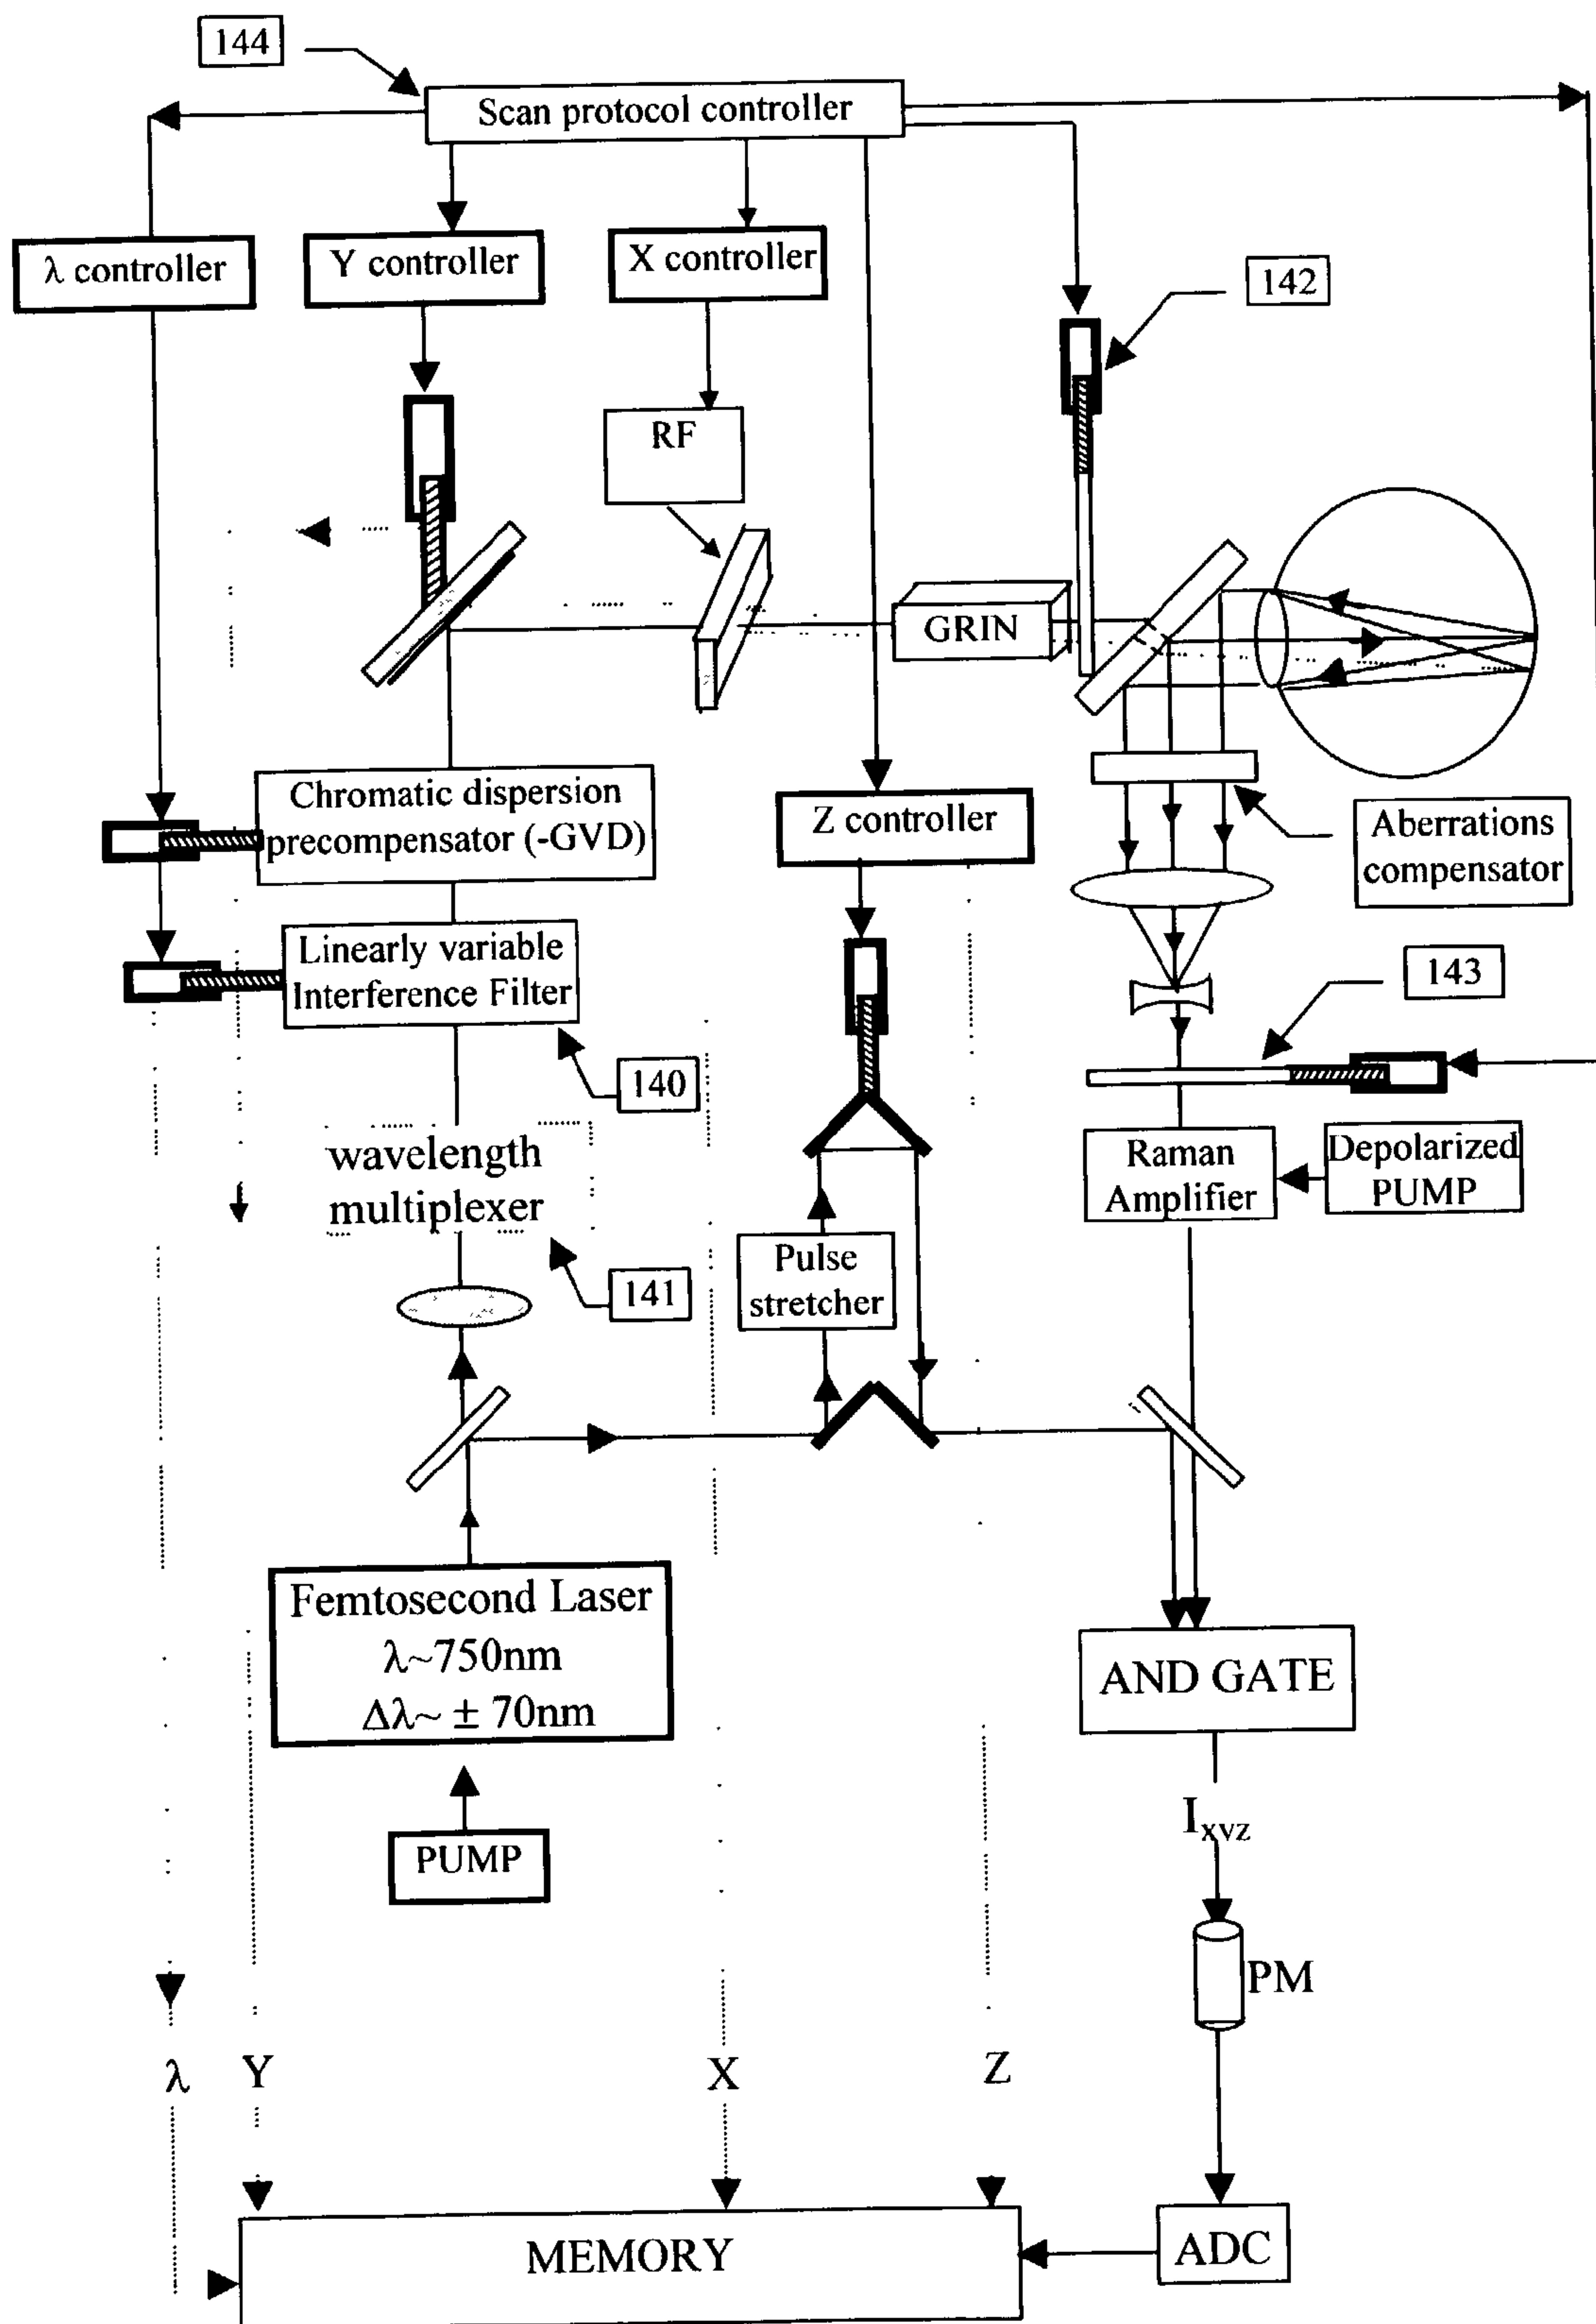 144
Scan protocol controller
λ controller
Y controller
X controller
142
RF
GRIN
Chromatic dispersion
precompensator (-GVD)
Z controller
Aberrations
compensator
Linearly variable
Interference Filter
143
140
wavelength
multiplexer
Raman
Amplifier
Depolarized
PUMP
Pulse
stretcher
141
Femtosecond Laser
λ~750nm
Δλ~ ± 70nm
AND GATE
Ixyz
PUMP
PM
λ
Y
X
Z
MEMORY
ADC